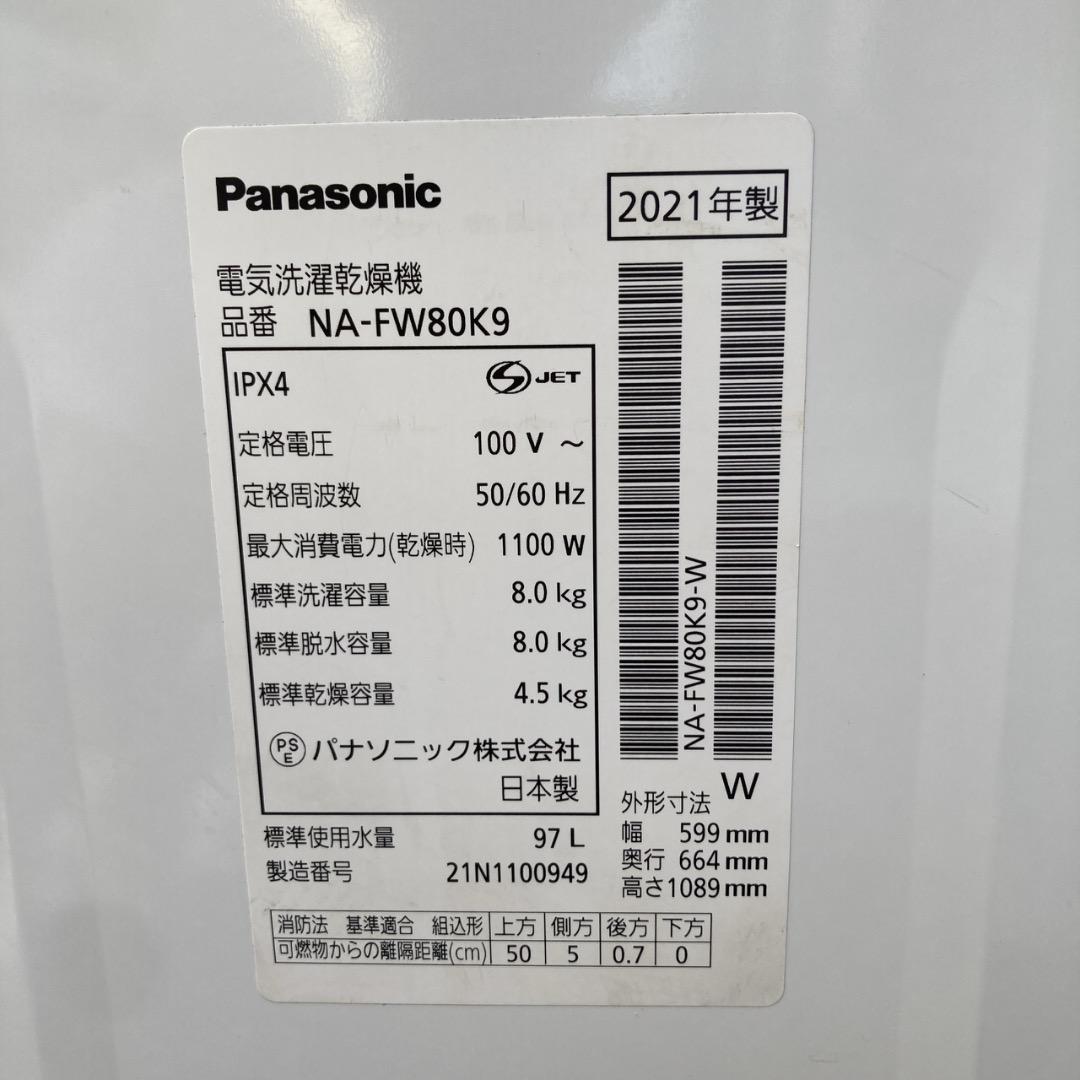 Panasonic
2021年製
電気洗濯乾燥機
品番 NA-FW80K9
IPX4 S JET
定格電圧 100 V ~
定格周波数 50/60 Hz
最大消費電力(乾燥時) 1100 W
標準洗濯容量 8.0 kg
標準脱水容量 8.0 kg
標準乾燥容量 4.5 kg
PSE パナソニック株式会社
日本製
標準使用水量 97 L
製造番号 21N1100949
NA-FW80K9-W
W
外形寸法
幅 599 mm
奥行 664 mm
高さ 1089 mm
消防法 基準適合 組込形 上方 側方 後方 下方
可燃物からの離隔距離(cm) 50 5 0.7 0